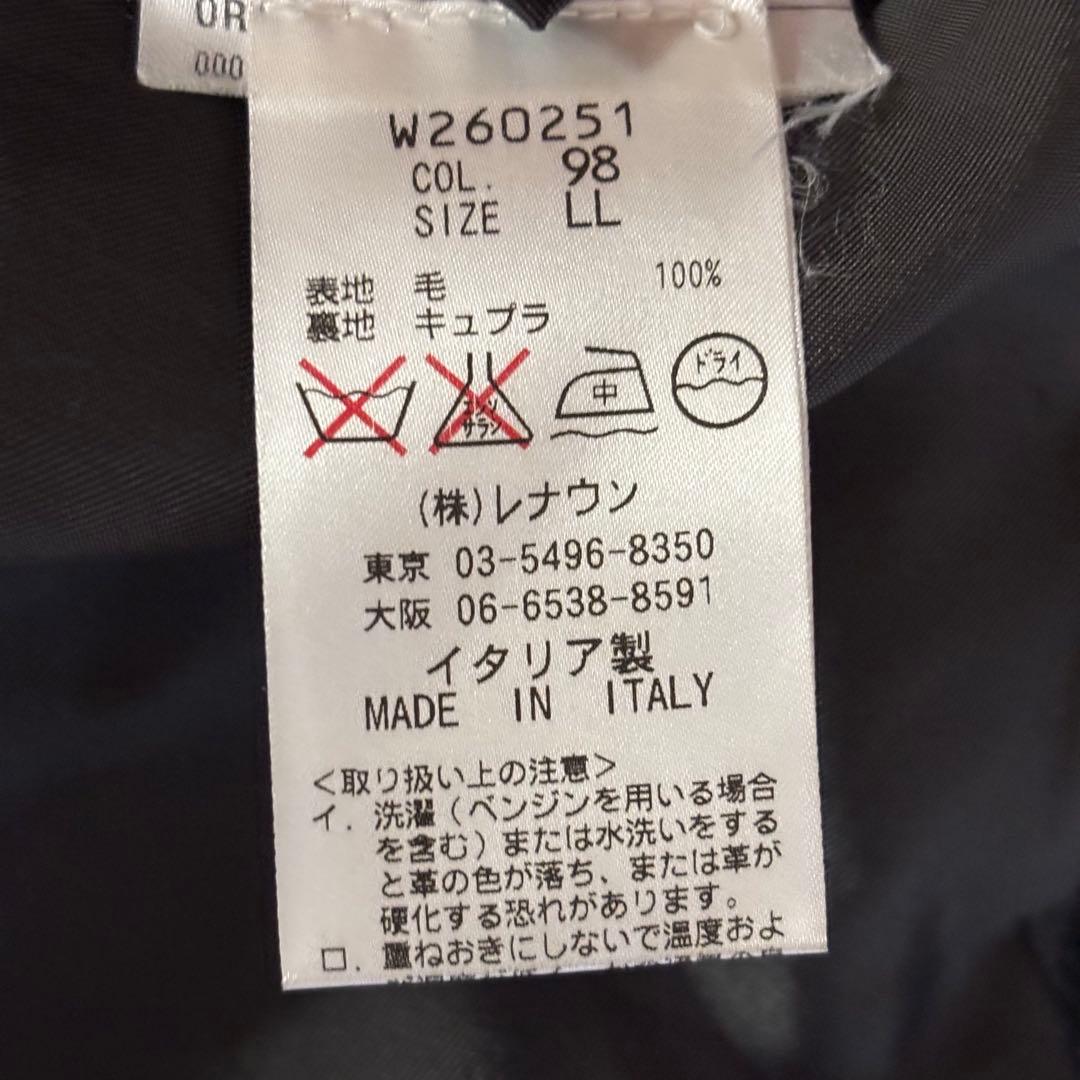 OR
000
W260251
COL. 98
SIZE LL
表地 毛 100%
裏地 キュプラ
エンソ
サラシ
中
ドライ
(株)レナウン
東京 03-5496-8350
大阪 06-6538-8591
イタリア製
MADE IN ITALY
<取り扱い上の注意>
イ. 洗濯(ベンジンを用いる場合
を含む)または水洗いをする
と革の色が落ち、または革が
硬化する恐れがあります。
ロ. 重ねおきにしないで温度およ